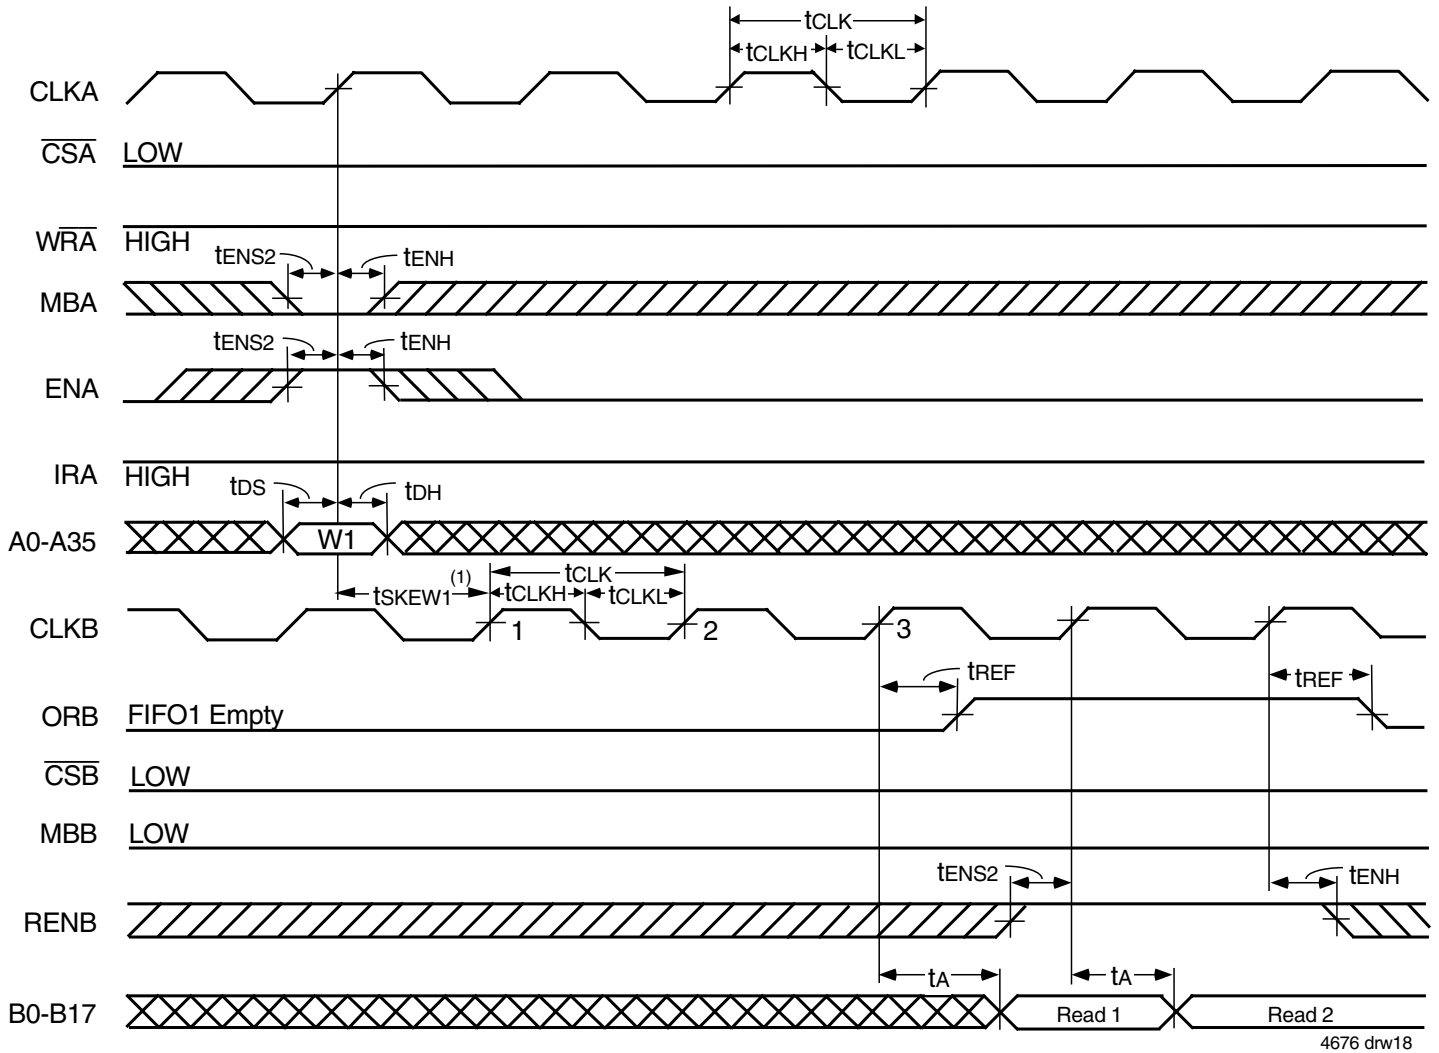 tCLK
tCLKH tCLKL
CLKA
CSA LOW
WRA HIGH
tENS2 tENH
MBA
tENS2 tENH
ENA
IRA HIGH
tDS tDH
A0-A35 W1
tSKEW1(1) tCLK
tCLKH tCLKL
CLKB 1 2 3
tREF tREF
ORB FIFO1 Empty
CSB LOW
MBB LOW
tENS2 tENH
RENB
tA tA
B0-B17 Read 1 Read 2
4676 drw18